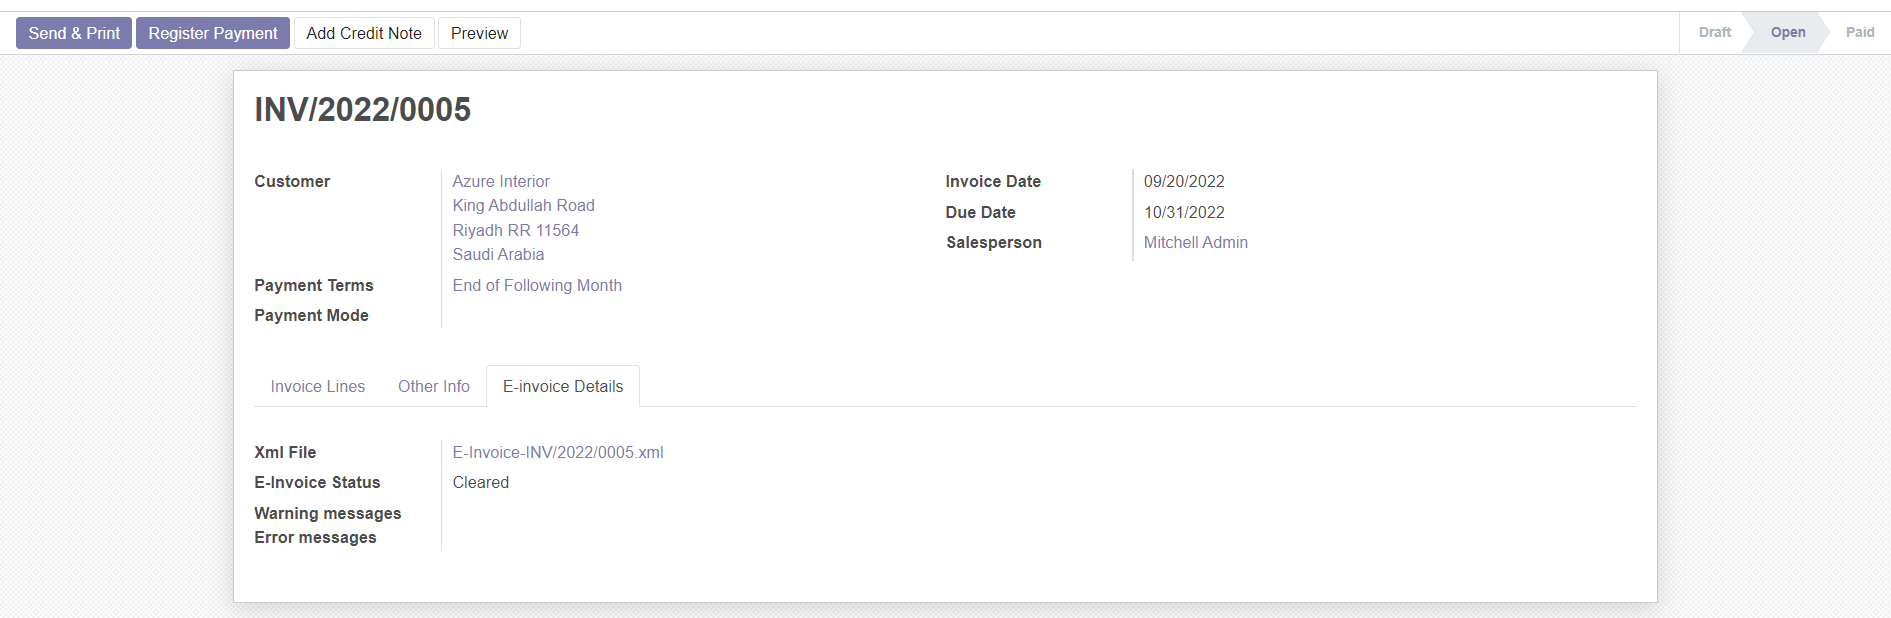 Send & Print Register Payment Add Credit Note Preview Draft Open Paid
INV/2022/0005
Customer Azure Interior
King Abdullah Road
Riyadh RR 11564
Saudi Arabia
Payment Terms End of Following Month
Payment Mode
Invoice Date 09/20/2022
Due Date 10/31/2022
Salesperson Mitchell Admin
Invoice Lines Other Info E-invoice Details
Xml File E-Invoice-INV/2022/0005.xml
E-Invoice Status Cleared
Warning messages
Error messages